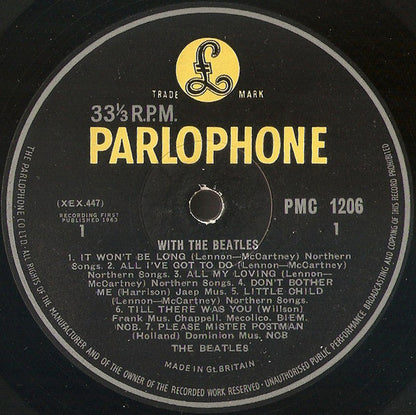 £
TRADE MARK
33⅓ R.P.M.
PARLOPHONE
(XEX.447)
RECORDING FIRST
PUBLISHED 1963
1
PMC 1206
1
WITH THE BEATLES
1. IT WON'T BE LONG (Lennon—McCartney) Northern
Songs. 2. ALL I'VE GOT TO DO (Lennon—
McCartney) Northern Songs. 3. ALL MY LOVING (Lennon—
McCartney) Northern Songs. 4. DON'T BOTHER
ME (Harrison) Jaep Mus. 5. LITTLE CHILD
(Lennon—McCartney) Northern Songs.
6. TILL THERE WAS YOU (Willson)
Frank Mus. Chappell. Mecolico. BIEM.
NCB. 7. PLEASE MISTER POSTMAN
(Holland) Dominion Mus. NCB
THE BEATLES
MADE IN Gt. BRITAIN
THE PARLOPHONE CO LTD. ALL RIGHTS OF THE MANUFACTURER AND OF THE OWNER OF THE RECORDED WORK RESERVED · UNAUTHORISED PUBLIC PERFORMANCE, BROADCASTING AND COPYING OF THIS RECORD PROHIBITED